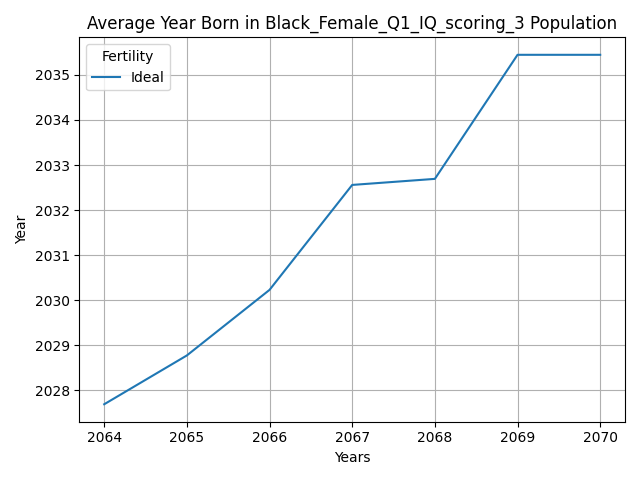 Average Year Born in Black_Female_Q1_IQ_scoring_3 Population
Fertility
Ideal
Year
2035
2034
2033
2032
2031
2030
2029
2028
2064 2065 2066 2067 2068 2069 2070
Years